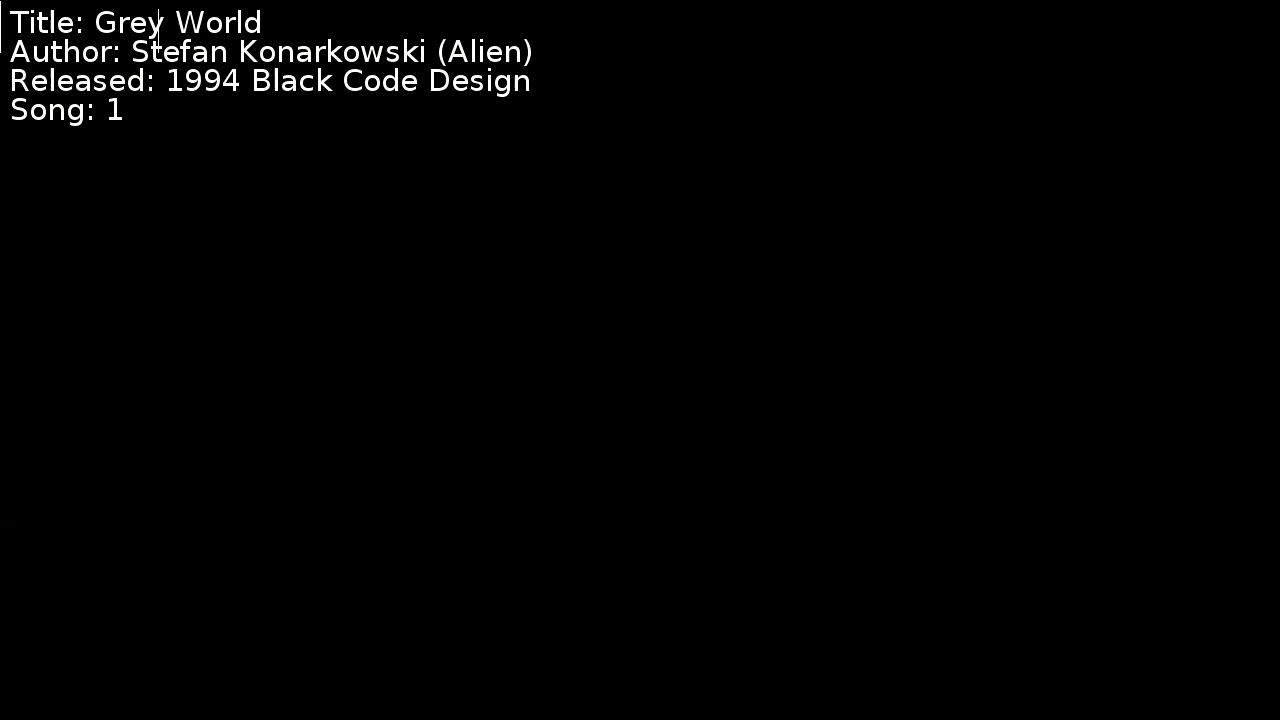 Title: Grey World
Author: Stefan Konarkowski (Alien)
Released: 1994 Black Code Design
Song: 1